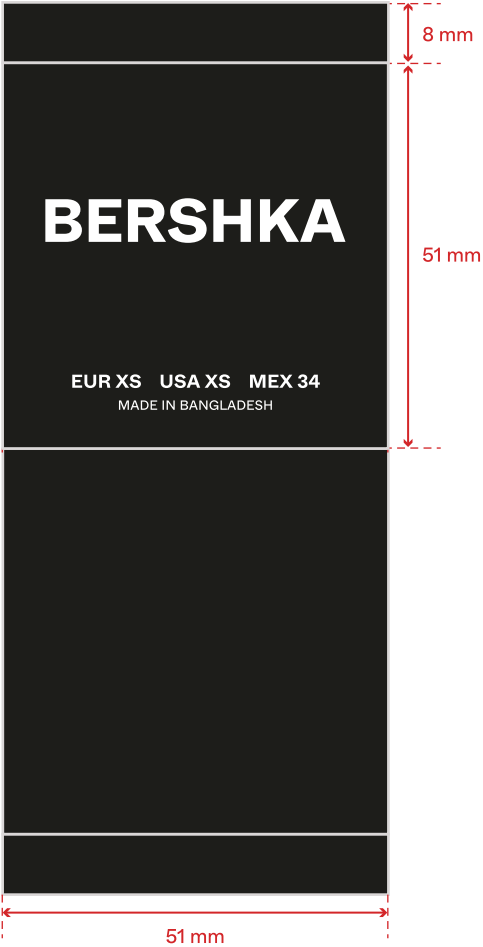 8 mm
BERSHKA
51 mm
EUR XS USA XS MEX 34
MADE IN BANGLADESH
51 mm